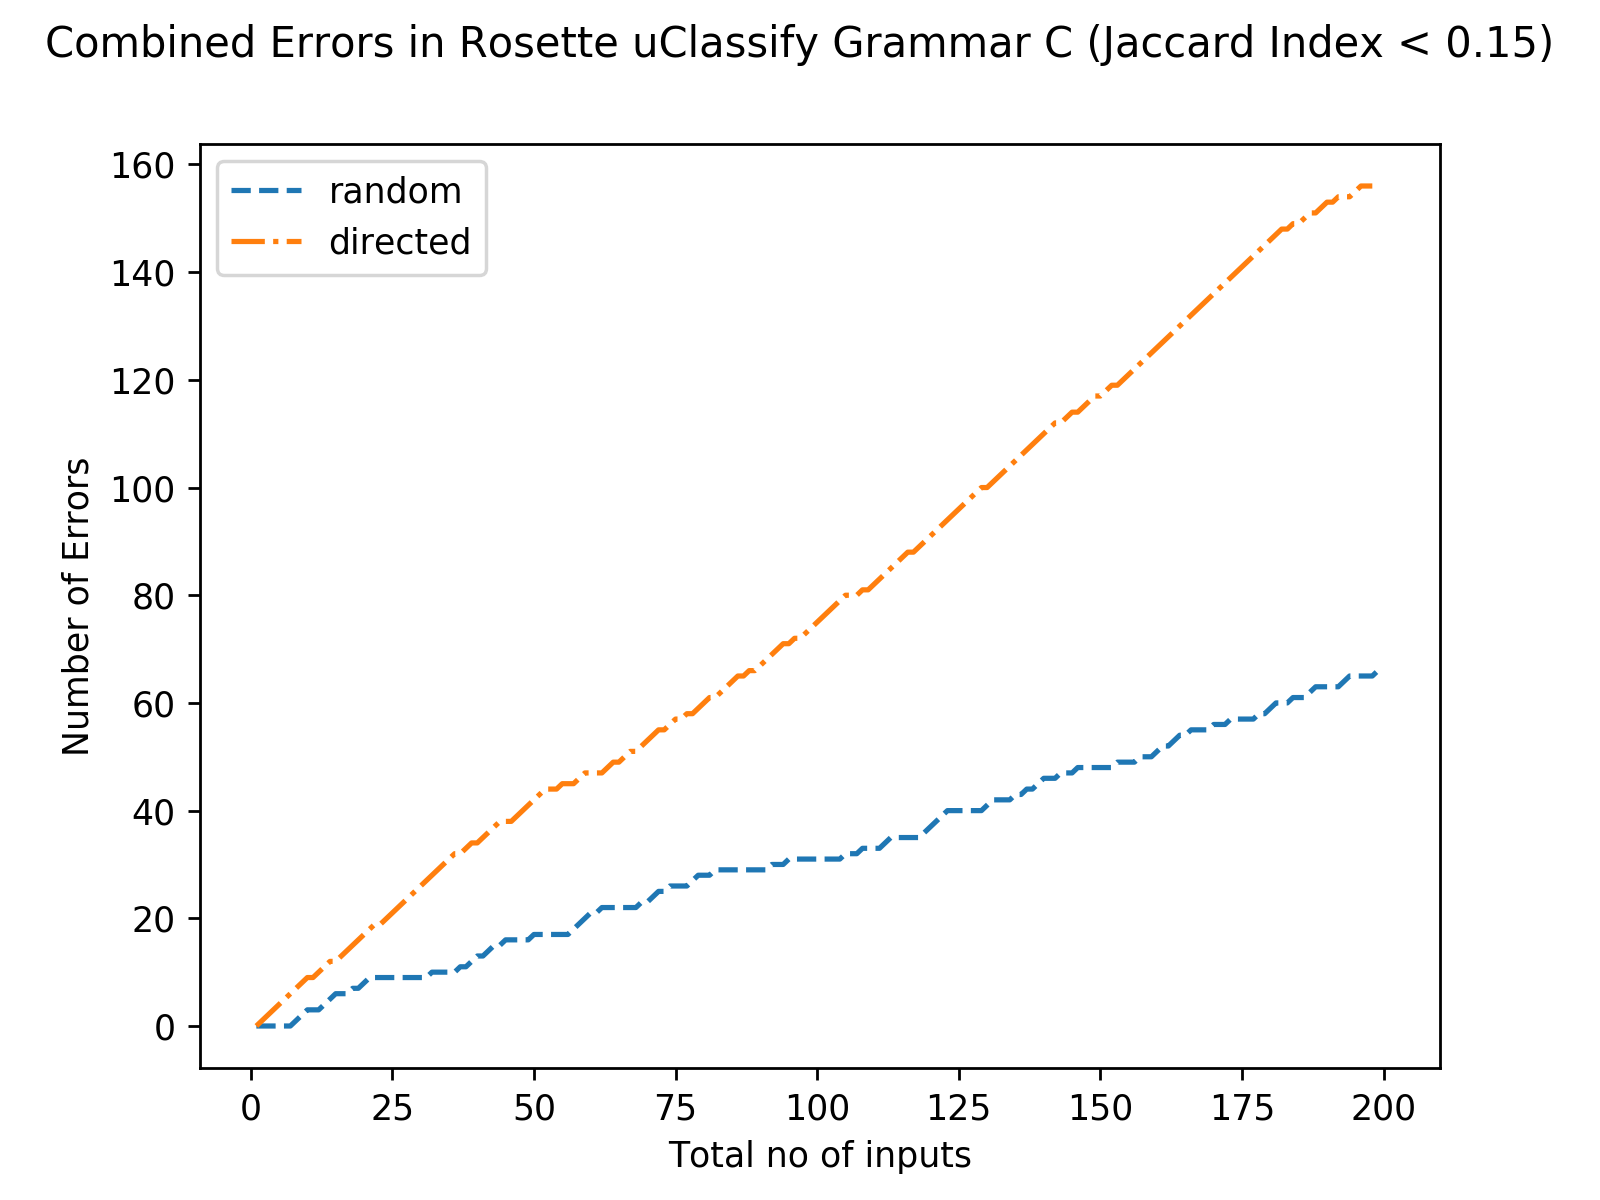 Combined Errors in Rosette uClassify Grammar C (Jaccard Index < 0.15)
random
directed
160
140
120
100
80
60
40
20
0
Number of Errors
0 25 50 75 100 125 150 175 200
Total no of inputs